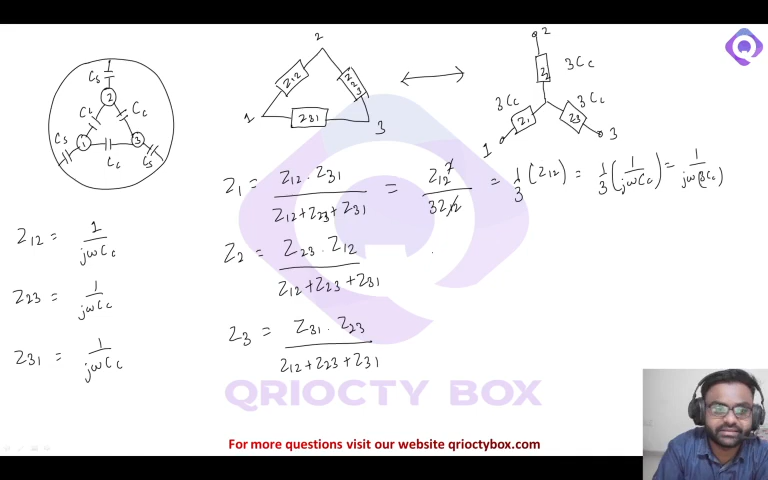 2
Z12
Z23
Z31
1
3
2
Z2
3Cc
3Cc
Z1
3Cc
Z3
1
3
Cs
2
Cc
Cc
Cs
1
Cc
3
Cs
Z1 = Z12 . Z31 / Z12 + Z23 + Z31 = Z12² / 3Z12 = 1/3 (Z12) = 1/3 (1/jωCc) = 1/jω(3Cc)
Z12 = 1/jωCc
Z2 = Z23 . Z12 / Z12 + Z23 + Z31
Z23 = 1/jωCc
Z3 = Z31 . Z23 / Z12 + Z23 + Z31
Z31 = 1/jωCc
QRIOCTY BOX
For more questions visit our website qrioctybox.com